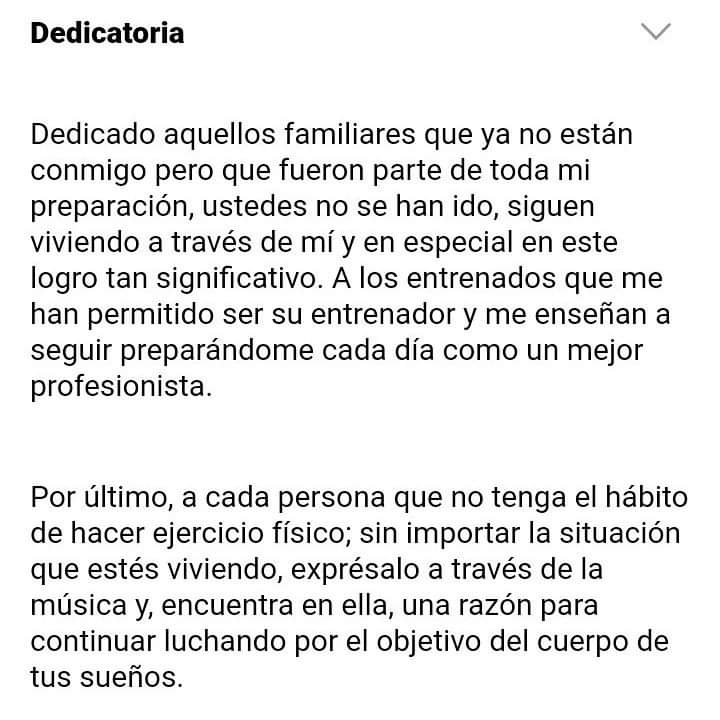 Dedicatoria
Dedicado aquellos familiares que ya no están
conmigo pero que fueron parte de toda mi
preparación, ustedes no se han ido, siguen
viviendo a través de mí y en especial en este
logro tan significativo. A los entrenados que me
han permitido ser su entrenador y me enseñan a
seguir preparándome cada día como un mejor
profesionista.
Por último, a cada persona que no tenga el hábito
de hacer ejercicio físico; sin importar la situación
que estés viviendo, exprésalo a través de la
música y, encuentra en ella, una razón para
continuar luchando por el objetivo del cuerpo de
tus sueños.